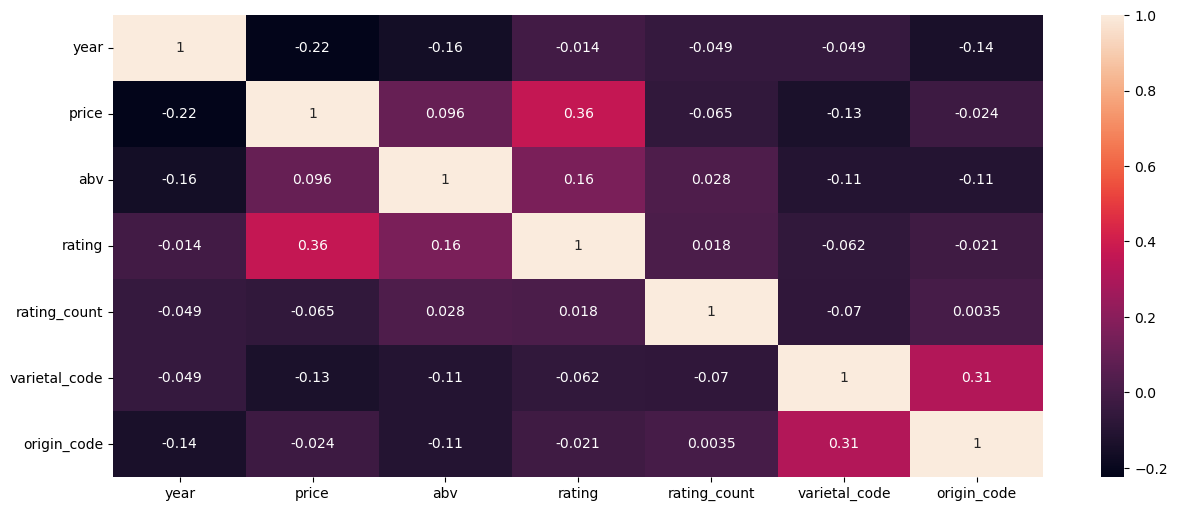 year 1 -0.22 -0.16 -0.014 -0.049 -0.049 -0.14
price -0.22 1 0.096 0.36 -0.065 -0.13 -0.024
abv -0.16 0.096 1 0.16 0.028 -0.11 -0.11
rating -0.014 0.36 0.16 1 0.018 -0.062 -0.021
rating_count -0.049 -0.065 0.028 0.018 1 -0.07 0.0035
varietal_code -0.049 -0.13 -0.11 -0.062 -0.07 1 0.31
origin_code -0.14 -0.024 -0.11 -0.021 0.0035 0.31 1
year price abv rating rating_count varietal_code origin_code
1.0
0.8
0.6
0.4
0.2
0.0
−0.2